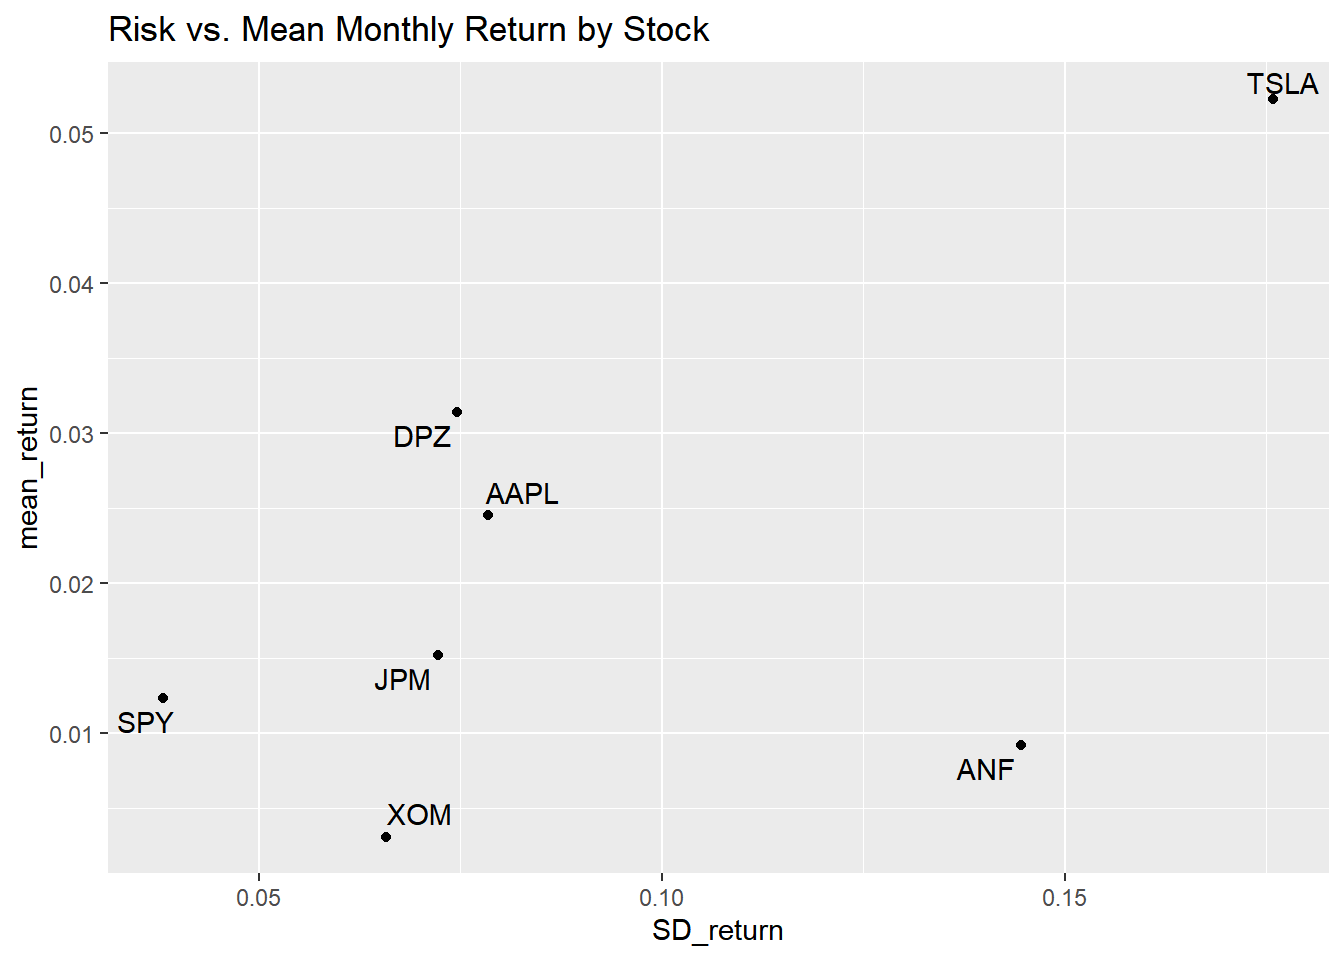 Risk vs. Mean Monthly Return by Stock
TSLA
0.05
0.04
DPZ
0.03
AAPL
mean_return
0.02
JPM
SPY
0.01
ANF
XOM
0.05
0.10
0.15
SD_return